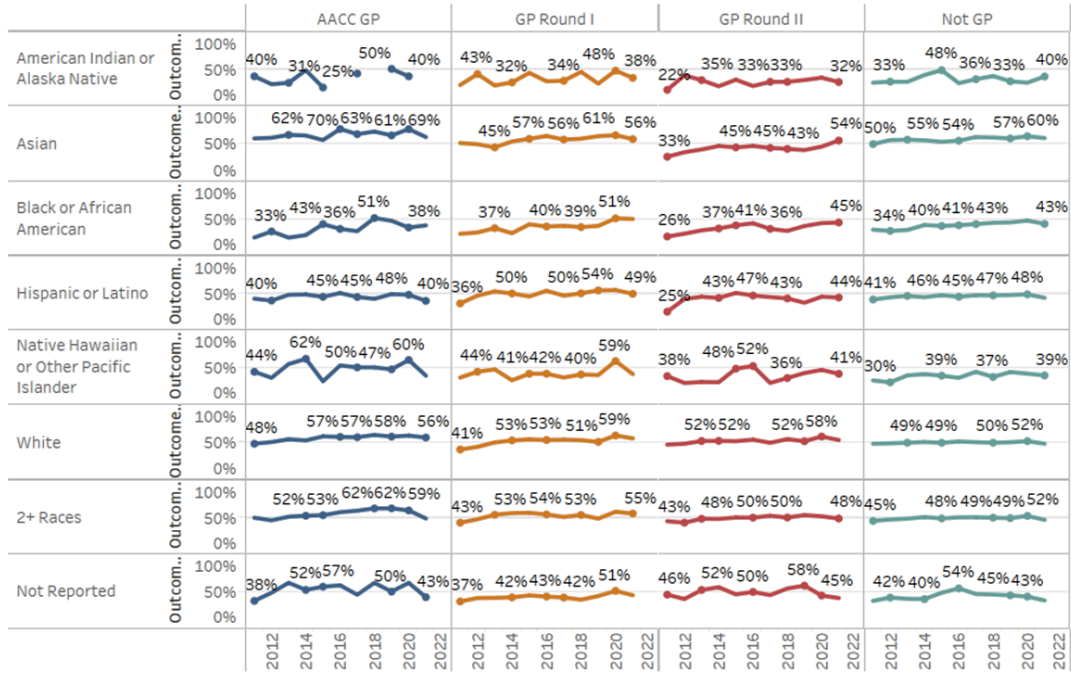 AACC GP GP Round I GP Round II Not GP
American Indian or
Alaska Native
Outcom..
100%
50%
0%
40% 31% 25% 50% 40%
43% 32% 34% 48% 38%
22% 35% 33% 33% 32%
33% 48% 36% 33% 40%
Asian
Outcome..
100%
50%
0%
62% 70% 63% 61% 69%
45% 57% 56% 61% 56%
33% 45% 45% 43% 54%
50% 55% 54% 57% 60%
Black or African
American
Outcom..
100%
50%
0%
33% 43% 36% 51% 38%
37% 40% 39% 51%
26% 37% 41% 36% 45%
34% 40% 41% 43% 43%
Hispanic or Latino
Outcom..
100%
50%
0%
40% 45% 45% 48% 40%
36% 50% 50% 54% 49%
25% 43% 47% 43% 44%
41% 46% 45% 47% 48%
Native Hawaiian
or Other Pacific
Islander
Outcom..
100%
50%
0%
44% 62% 50% 47% 60%
44% 41% 42% 40% 59%
38% 48% 52% 36% 41%
30% 39% 37% 39%
White
Outcome..
100%
50%
0%
48% 57% 57% 58% 56%
41% 53% 53% 51% 59%
52% 52% 52% 58%
49% 49% 50% 52%
2+ Races
Outcom..
100%
50%
0%
52% 53% 62% 62% 59%
43% 53% 54% 53% 55%
43% 48% 50% 50% 48%
45% 48% 49% 49% 52%
Not Reported
Outcom..
100%
50%
0%
38% 52% 57% 50% 43%
37% 42% 43% 42% 51%
46% 52% 50% 58% 45%
42% 40% 54% 45% 43%
2012 2014 2016 2018 2020 2022 2012 2014 2016 2018 2020 2022 2012 2014 2016 2018 2020 2022 2012 2014 2016 2018 2020 2022